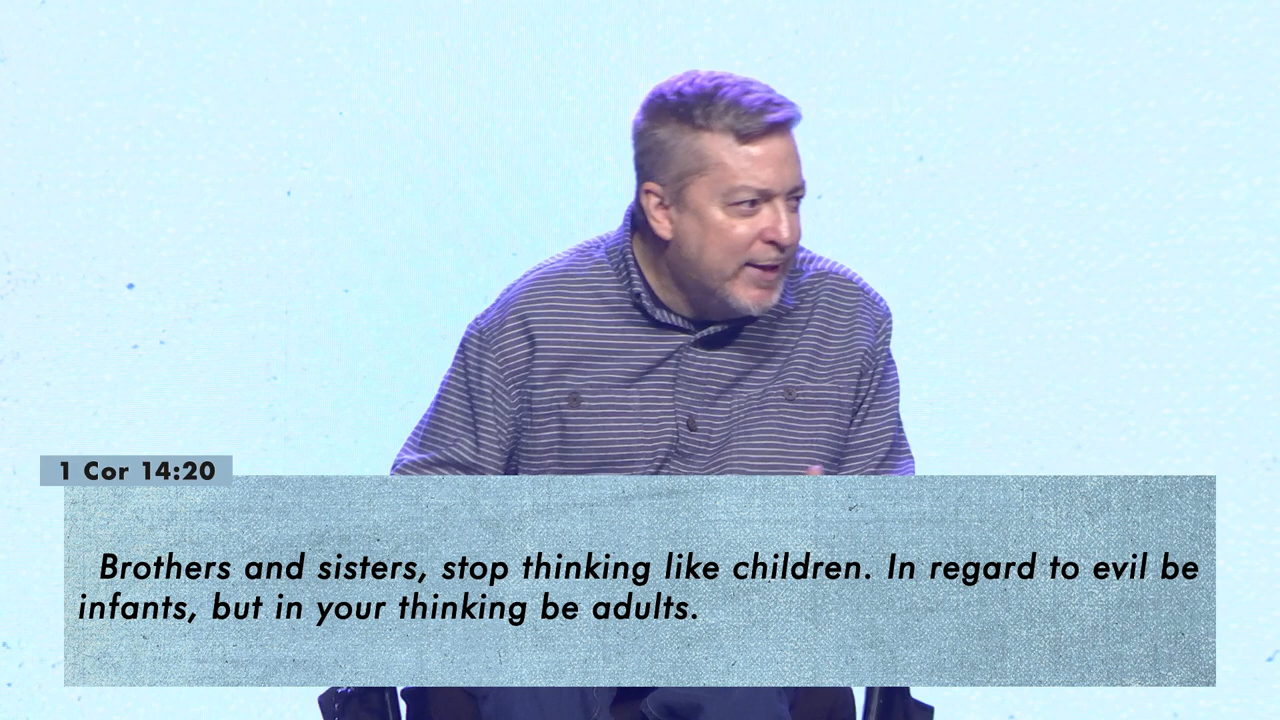 1 Cor 14:20
Brothers and sisters, stop thinking like children. In regard to evil be
infants, but in your thinking be adults.